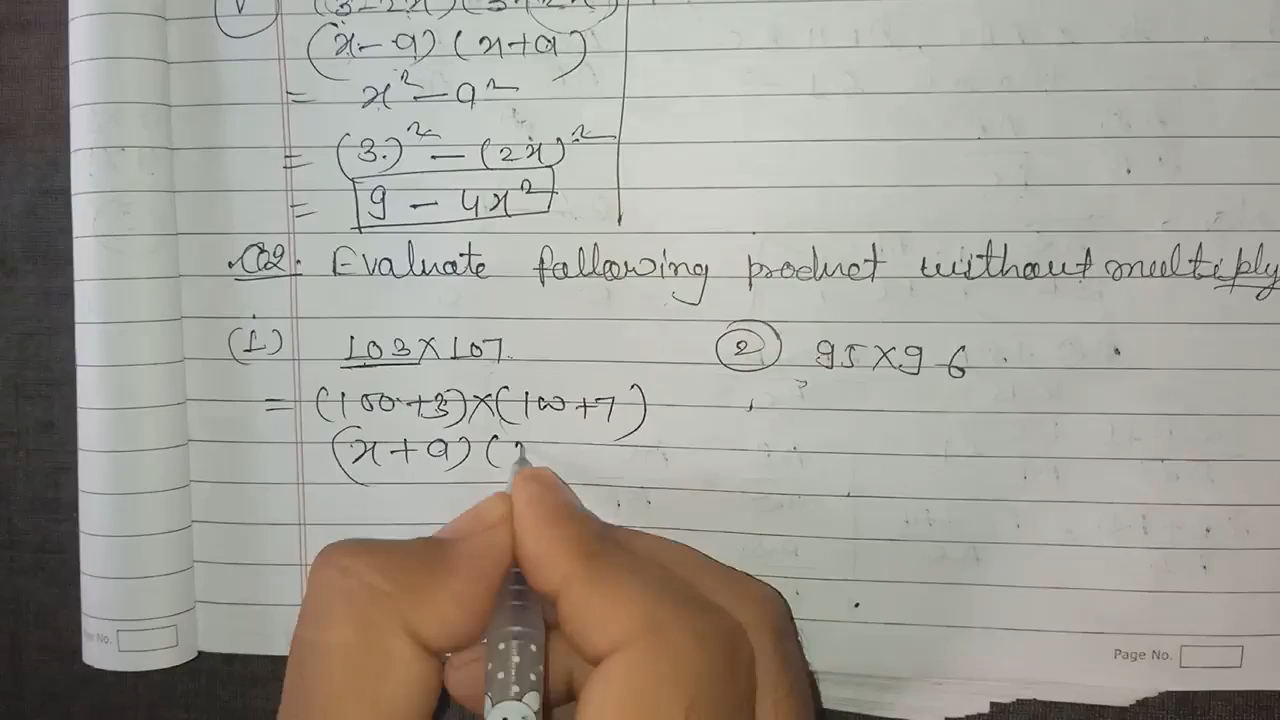 (x-a) (x+a)
= x² - a²
= (3.)² - (2x)²
= 9 - 4x²
Q2. Evaluate following product without multiply
(i) 103×107.
= (100+3)×(100+7)
(x+a) (
② 95×96
Page No.
Page No.